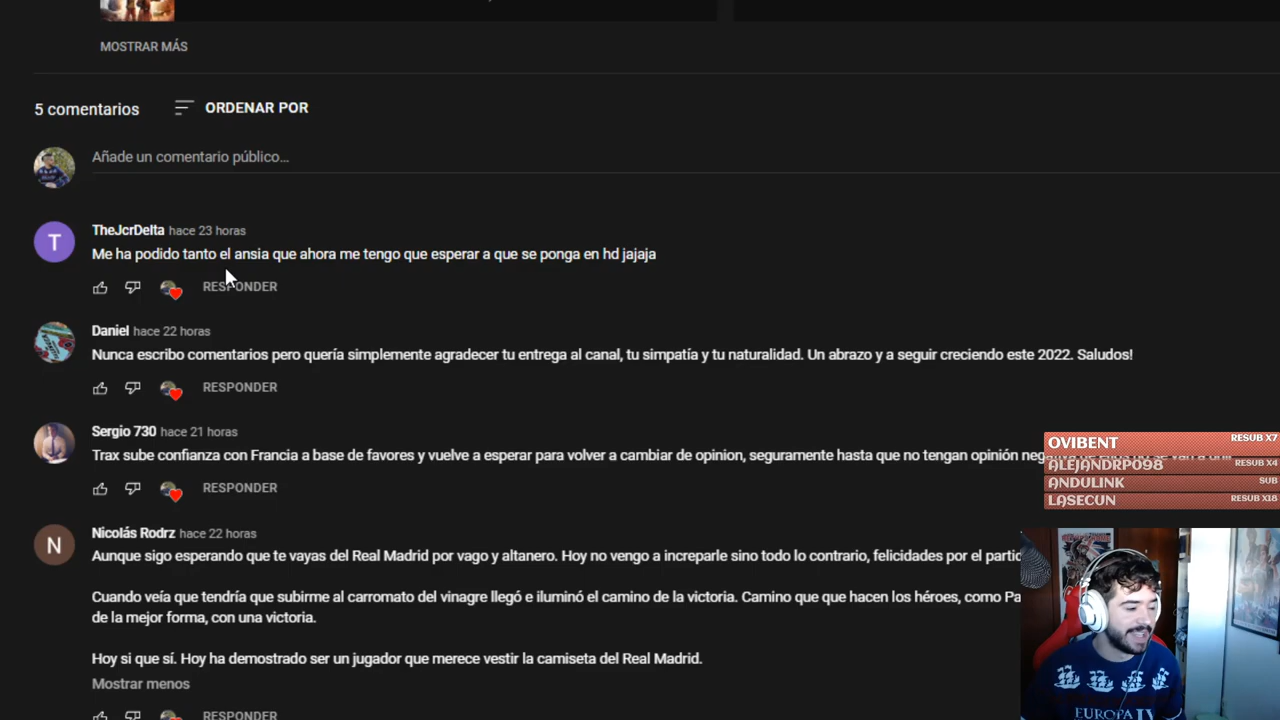 MOSTRAR MÁS
5 comentarios
ORDENAR POR
Añade un comentario público...
TheJcrDelta hace 23 horas
Me ha podido tanto el ansia que ahora me tengo que esperar a que se ponga en hd jajaja
RESPONDER
Daniel hace 22 horas
Nunca escribo comentarios pero quería simplemente agradecer tu entrega al canal, tu simpatía y tu naturalidad. Un abrazo y a seguir creciendo este 2022. Saludos!
RESPONDER
Sergio 730 hace 21 horas
Trax sube confianza con Francia a base de favores y vuelve a esperar para volver a cambiar de opinion, seguramente hasta que no tengan opinión
RESPONDER
OVIBENT RESUB X7
ALEJANDRP098 RESUB X4
ANDULINK SUB
LASECUN RESUB X18
Nicolás Rodrz hace 22 horas
Aunque sigo esperando que te vayas del Real Madrid por vago y altanero. Hoy no vengo a increparle sino todo lo contrario, felicidades por el
Cuando veía que tendría que subirme al carromato del vinagre llegó e iluminó el camino de la victoria. Camino que que hacen los héroes, como
de la mejor forma, con una victoria.
Hoy si que sí. Hoy ha demostrado ser un jugador que merece vestir la camiseta del Real Madrid.
Mostrar menos
RESPONDER
EUROPA IV